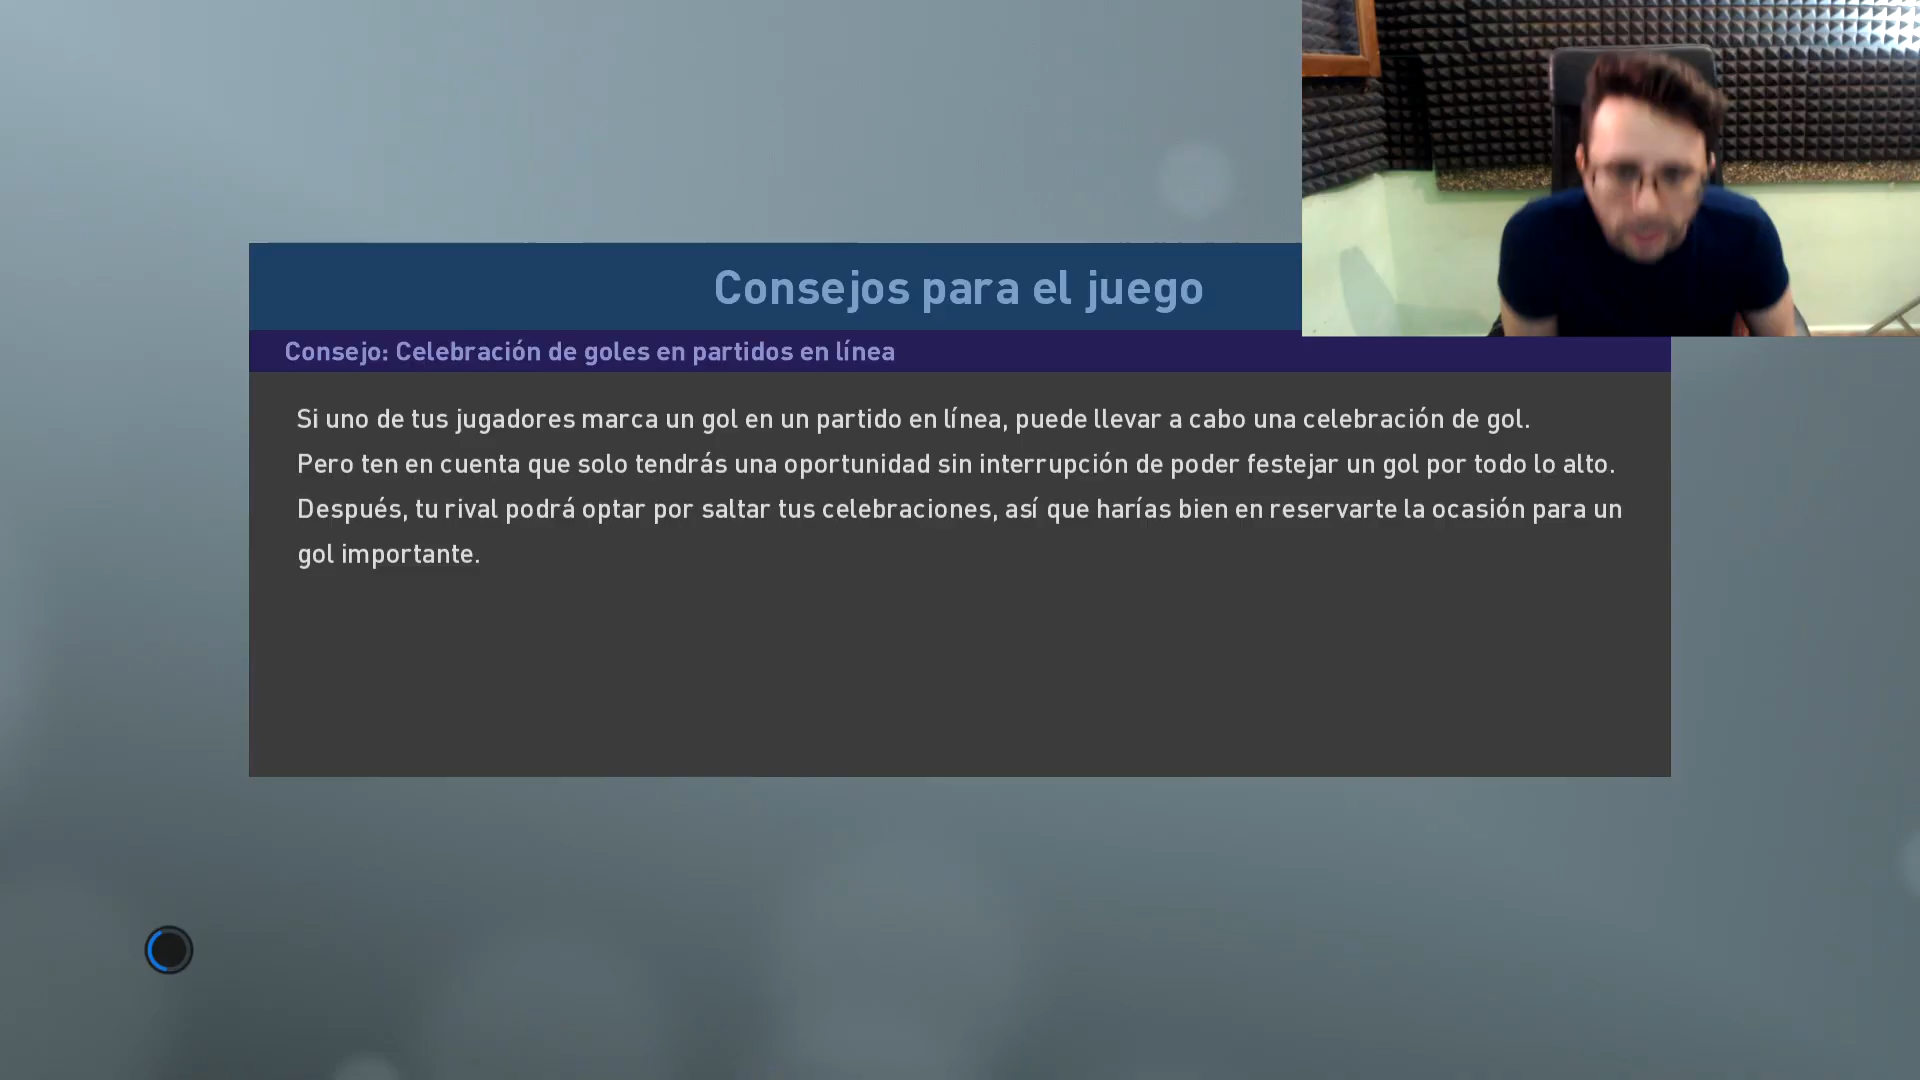 Consejos para el juego
Consejo: Celebración de goles en partidos en línea
Si uno de tus jugadores marca un gol en un partido en línea, puede llevar a cabo una celebración de gol.
Pero ten en cuenta que solo tendrás una oportunidad sin interrupción de poder festejar un gol por todo lo alto.
Después, tu rival podrá optar por saltar tus celebraciones, así que harías bien en reservarte la ocasión para un
gol importante.